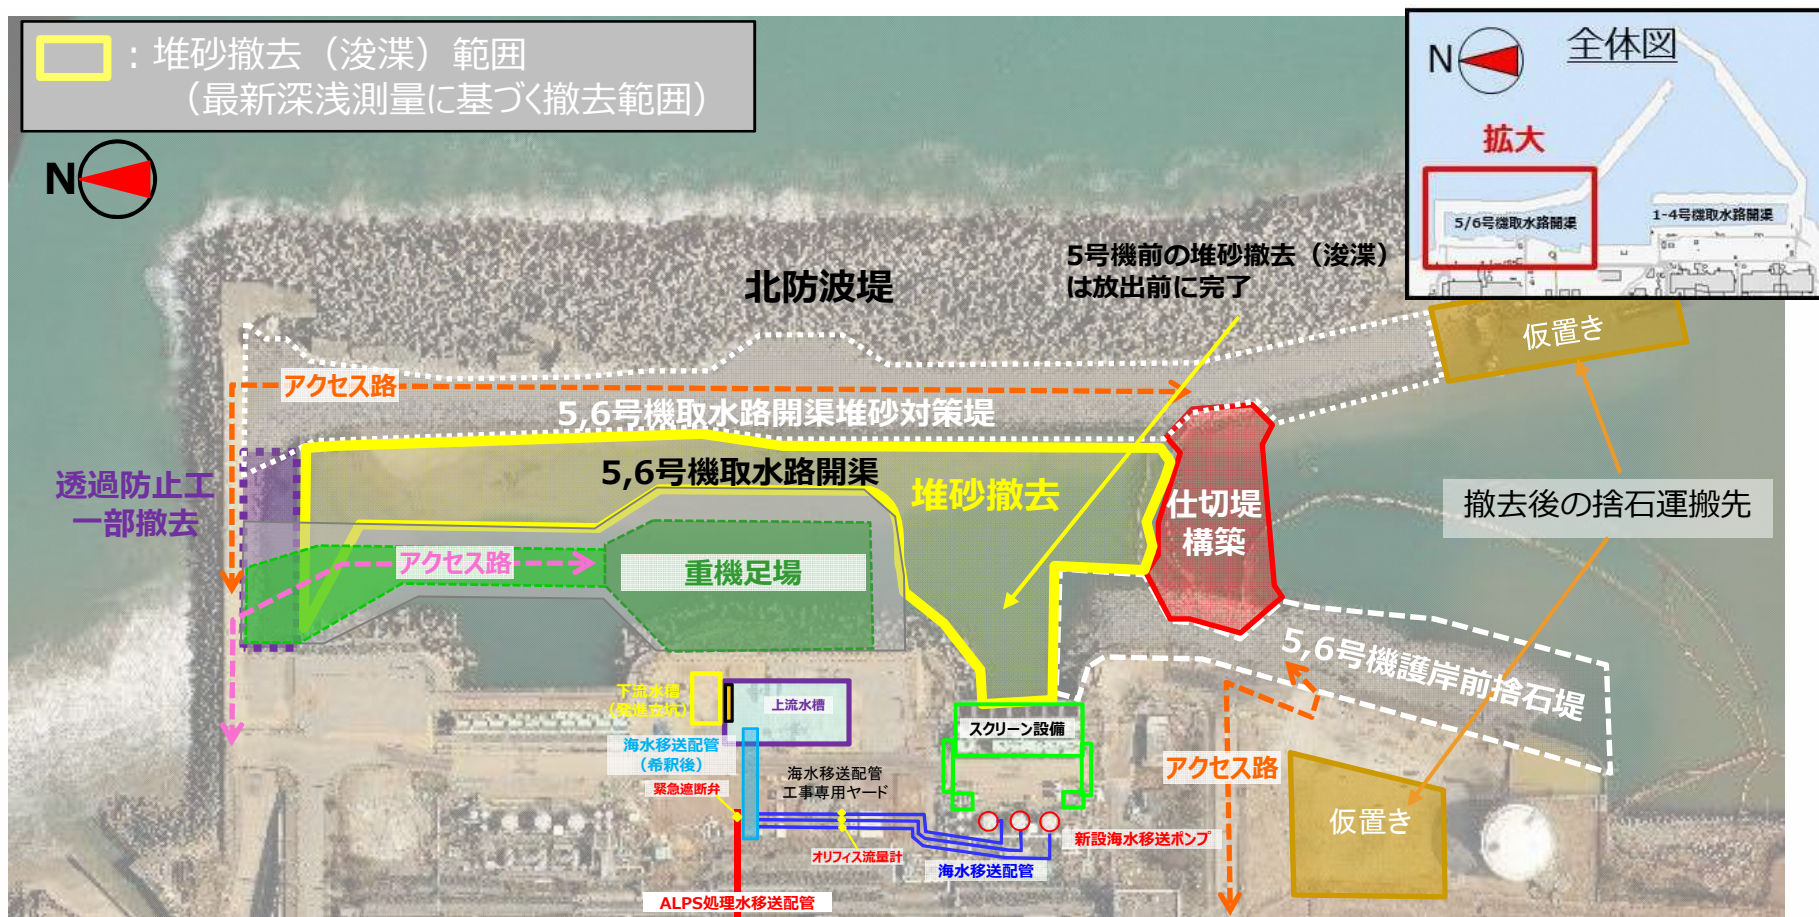 ：堆砂撤去（浚渫）範囲
（最新深浅測量に基づく撤去範囲）
N
N
全体図
拡大
5/6号機取水路開渠
1-4号機取水路開渠
北防波堤
5号機前の堆砂撤去（浚渫）
は放出前に完了
仮置き
アクセス路
5,6号機取水路開渠堆砂対策堤
透過防止工
一部撤去
5,6号機取水路開渠
堆砂撤去
仕切堤
構築
撤去後の捨石運搬先
アクセス路
重機足場
5,6号機護岸前捨石堤
下流水槽
（発進立坑）
上流水槽
スクリーン設備
海水移送配管
（希釈後）
海水移送配管
工事専用ヤード
緊急遮断弁
アクセス路
仮置き
新設海水移送ポンプ
オリフィス流量計
海水移送配管
ALPS処理水移送配管